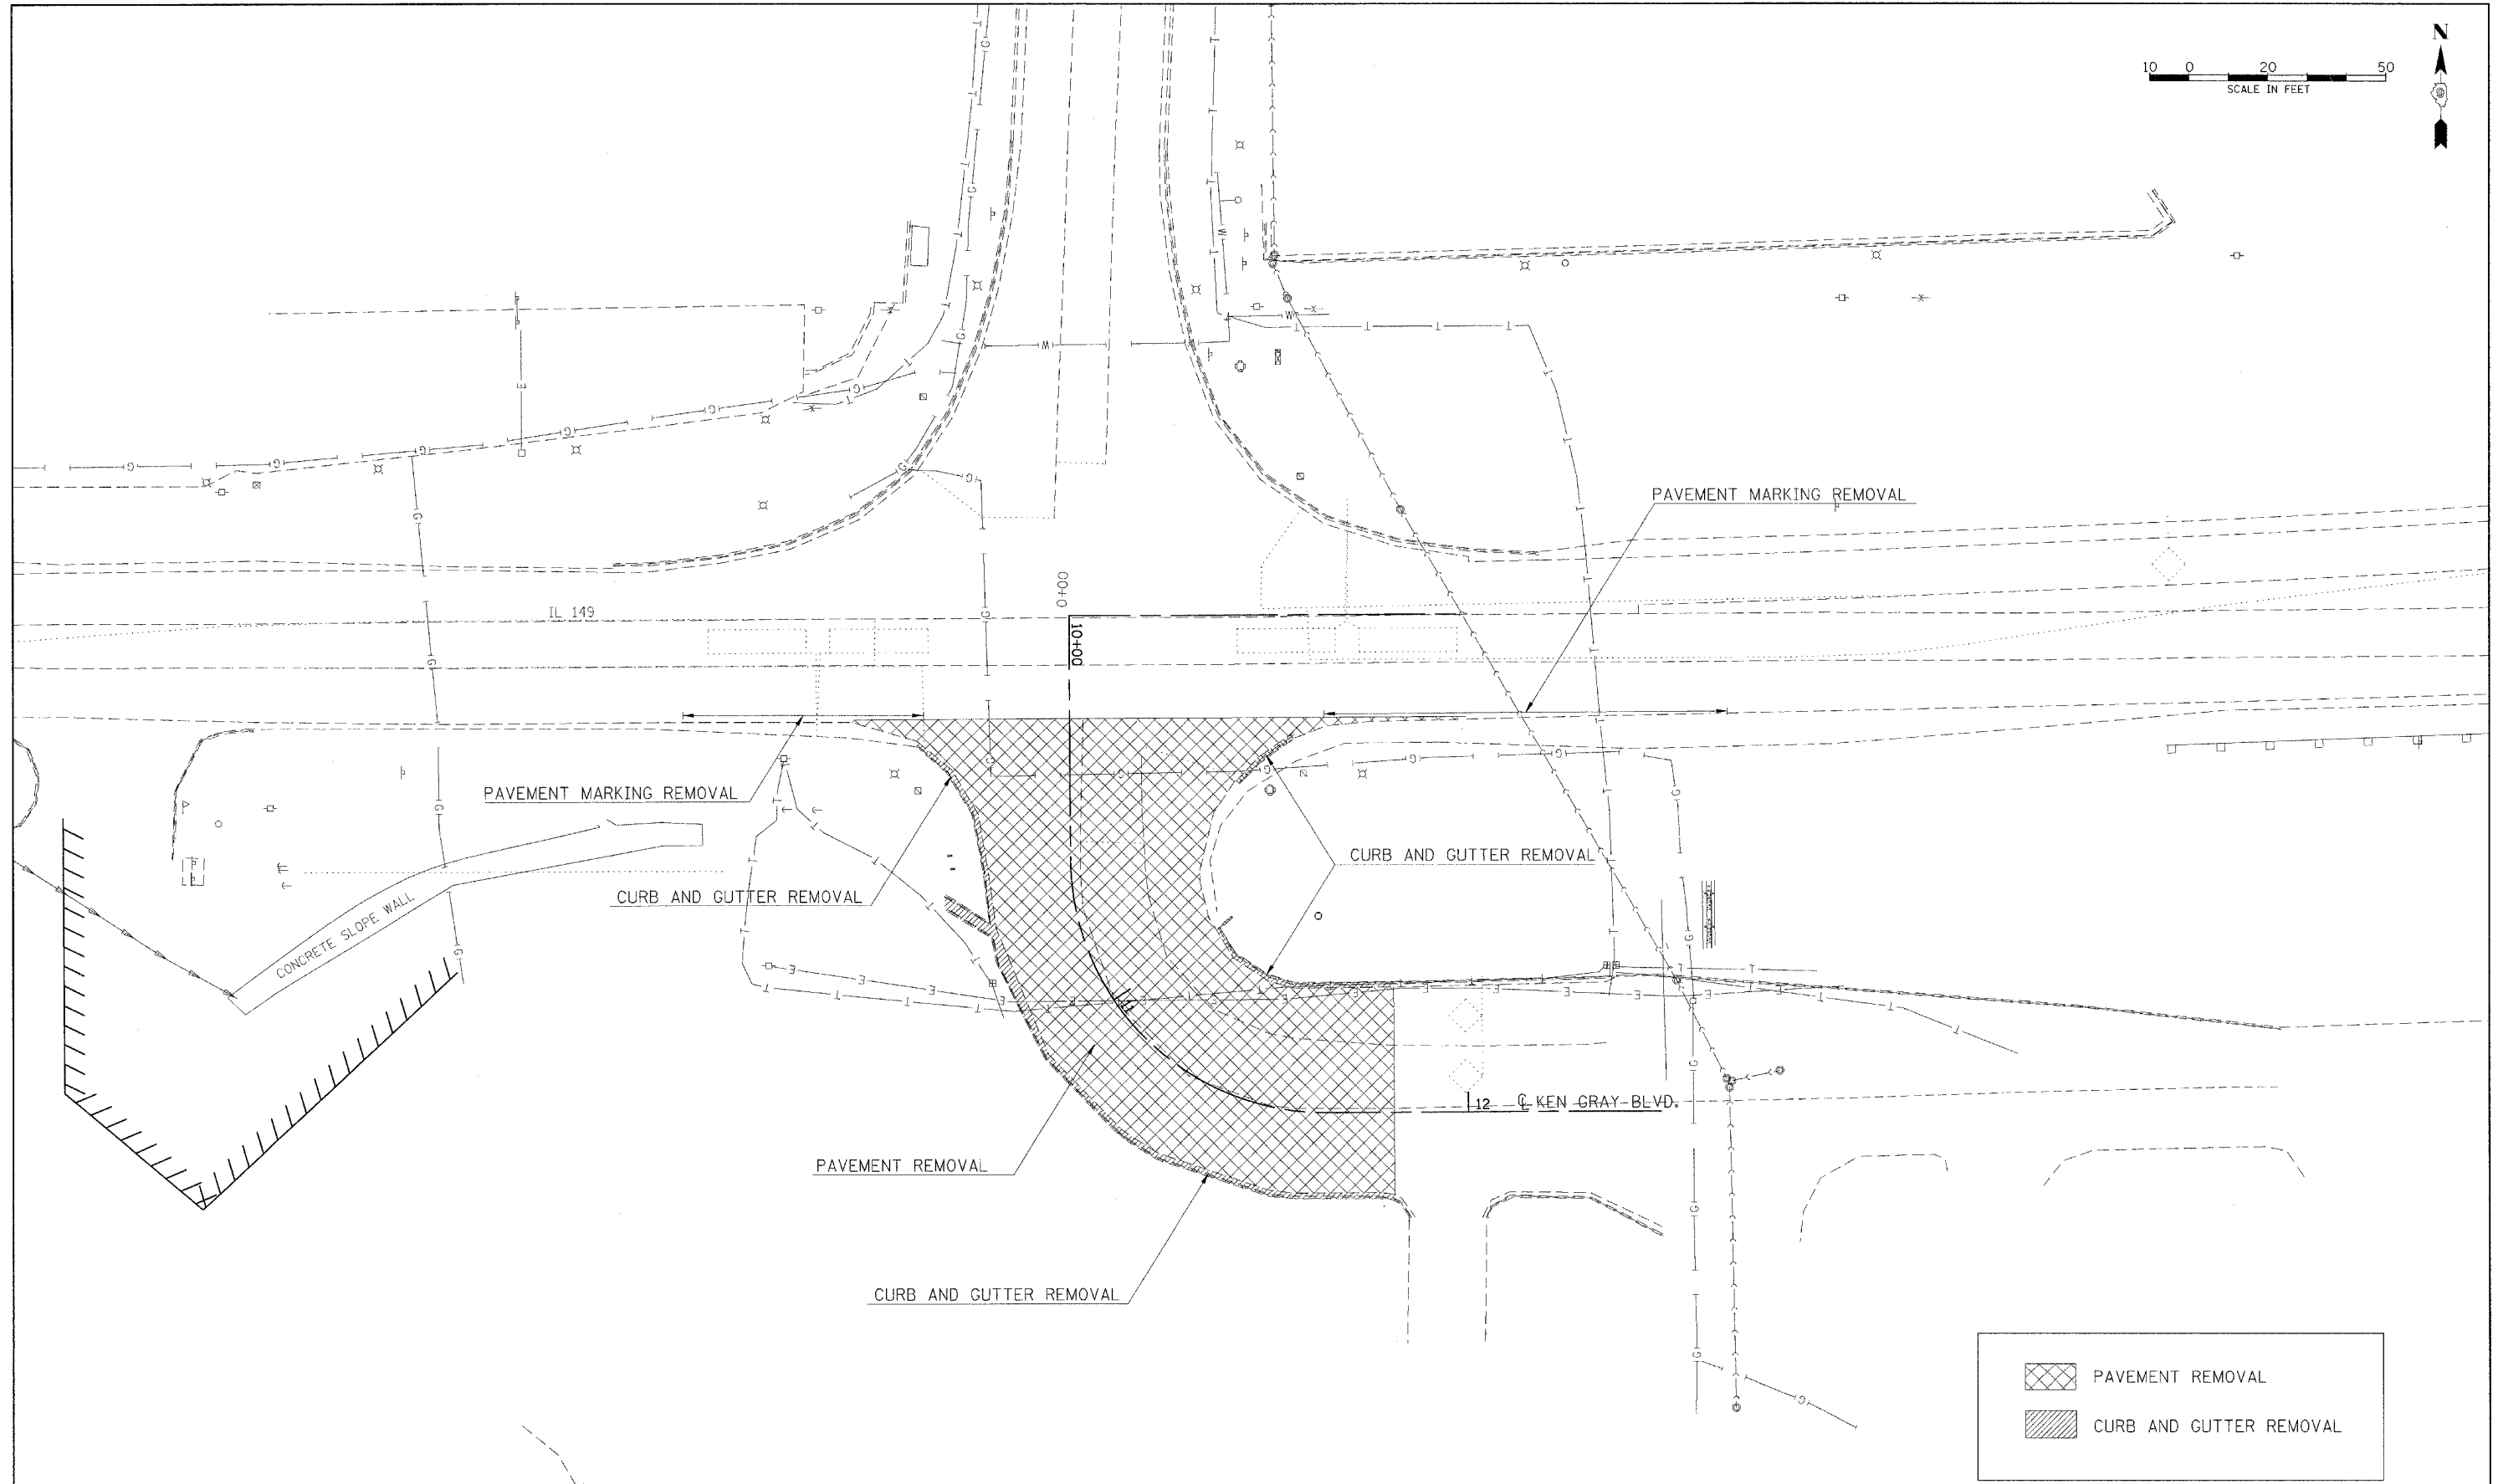 N
10 0 20 50
SCALE IN FEET
PAVEMENT MARKING REMOVAL
IL 149
0+00
10+00
PAVEMENT MARKING REMOVAL
CURB AND GUTTER REMOVAL
CURB AND GUTTER REMOVAL
CONCRETE SLOPE WALL
11
12 ℄ KEN GRAY BLVD.
PAVEMENT REMOVAL
CURB AND GUTTER REMOVAL
PAVEMENT REMOVAL
CURB AND GUTTER REMOVAL